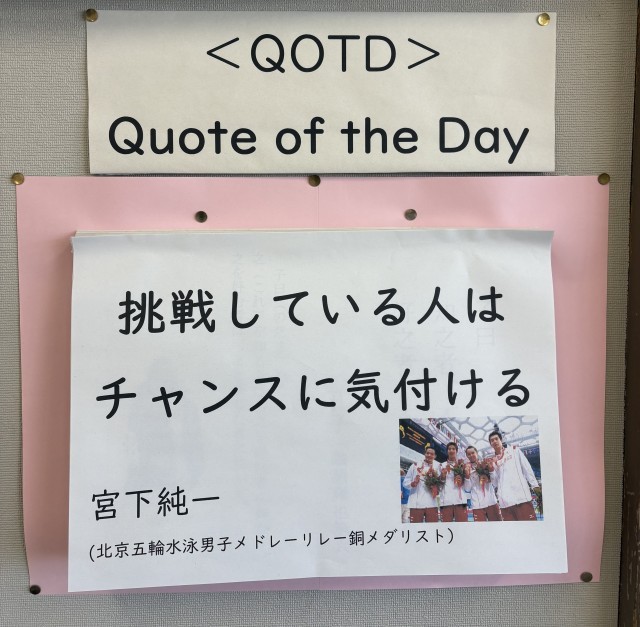 ＜QOTD＞
Quote of the Day
挑戦している人は
チャンスに気付ける
宮下純一
(北京五輪水泳男子メドレーリレー銅メダリスト)